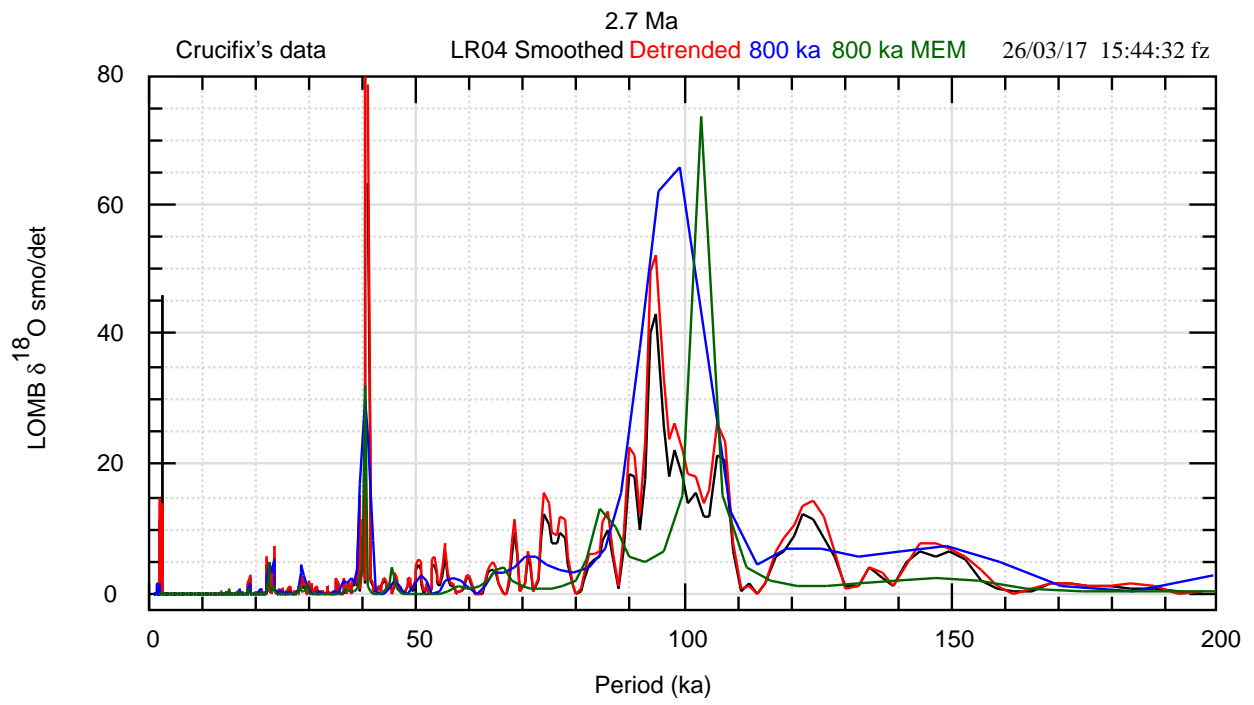 2.7 Ma
Crucifix's data LR04 Smoothed Detrended 800 ka 800 ka MEM 26/03/17 15:44:32 fz
80
60
40
20
0
LOMB δ 18O smo/det
0 50 100 150 200
Period (ka)